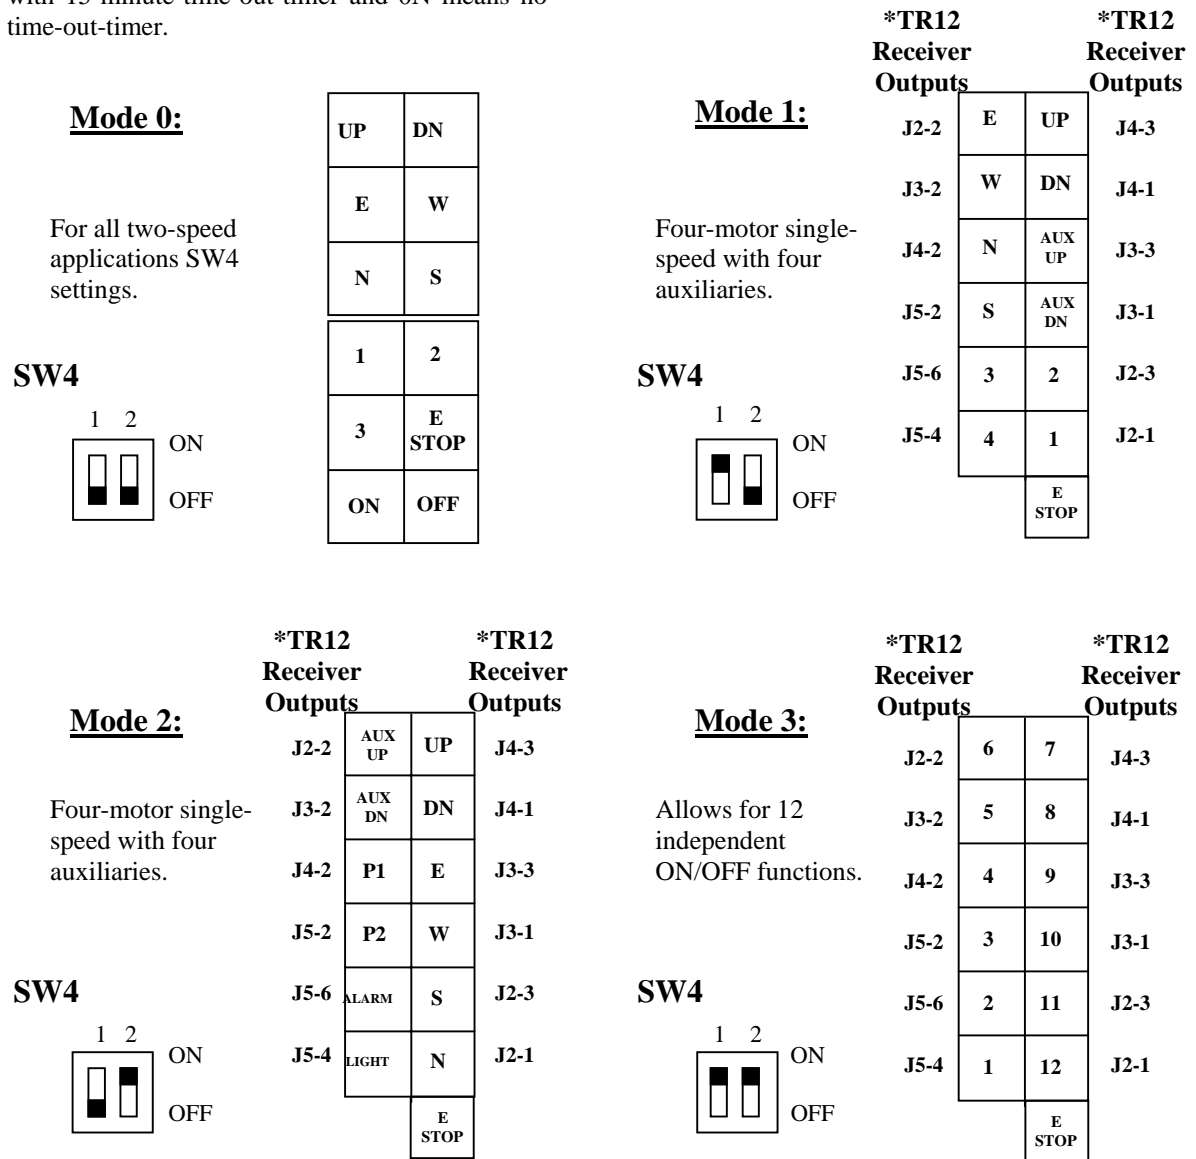 with 15 minute time-out timer and 6N means no
time-out-timer.
Mode 0:
For all two-speed
applications SW4
settings.
SW4
1 2
ON
OFF
UP DN
E W
N S
1 2
3 E STOP
ON OFF
Mode 1:
Four-motor single-
speed with four
auxiliaries.
SW4
1 2
ON
OFF
*TR12 *TR12
Receiver Receiver
Outputs Outputs
J2-2 E UP J4-3
J3-2 W DN J4-1
J4-2 N AUX UP J3-3
J5-2 S AUX DN J3-1
J5-6 3 2 J2-3
J5-4 4 1 J2-1
E
STOP
Mode 2:
Four-motor single-
speed with four
auxiliaries.
SW4
1 2
ON
OFF
*TR12 *TR12
Receiver Receiver
Outputs Outputs
J2-2 AUX UP UP J4-3
J3-2 AUX DN DN J4-1
J4-2 P1 E J3-3
J5-2 P2 W J3-1
J5-6 ALARM S J2-3
J5-4 LIGHT N J2-1
E
STOP
Mode 3:
Allows for 12
independent
ON/OFF functions.
SW4
1 2
ON
OFF
*TR12 *TR12
Receiver Receiver
Outputs Outputs
J2-2 6 7 J4-3
J3-2 5 8 J4-1
J4-2 4 9 J3-3
J5-2 3 10 J3-1
J5-6 2 11 J2-3
J5-4 1 12 J2-1
E
STOP